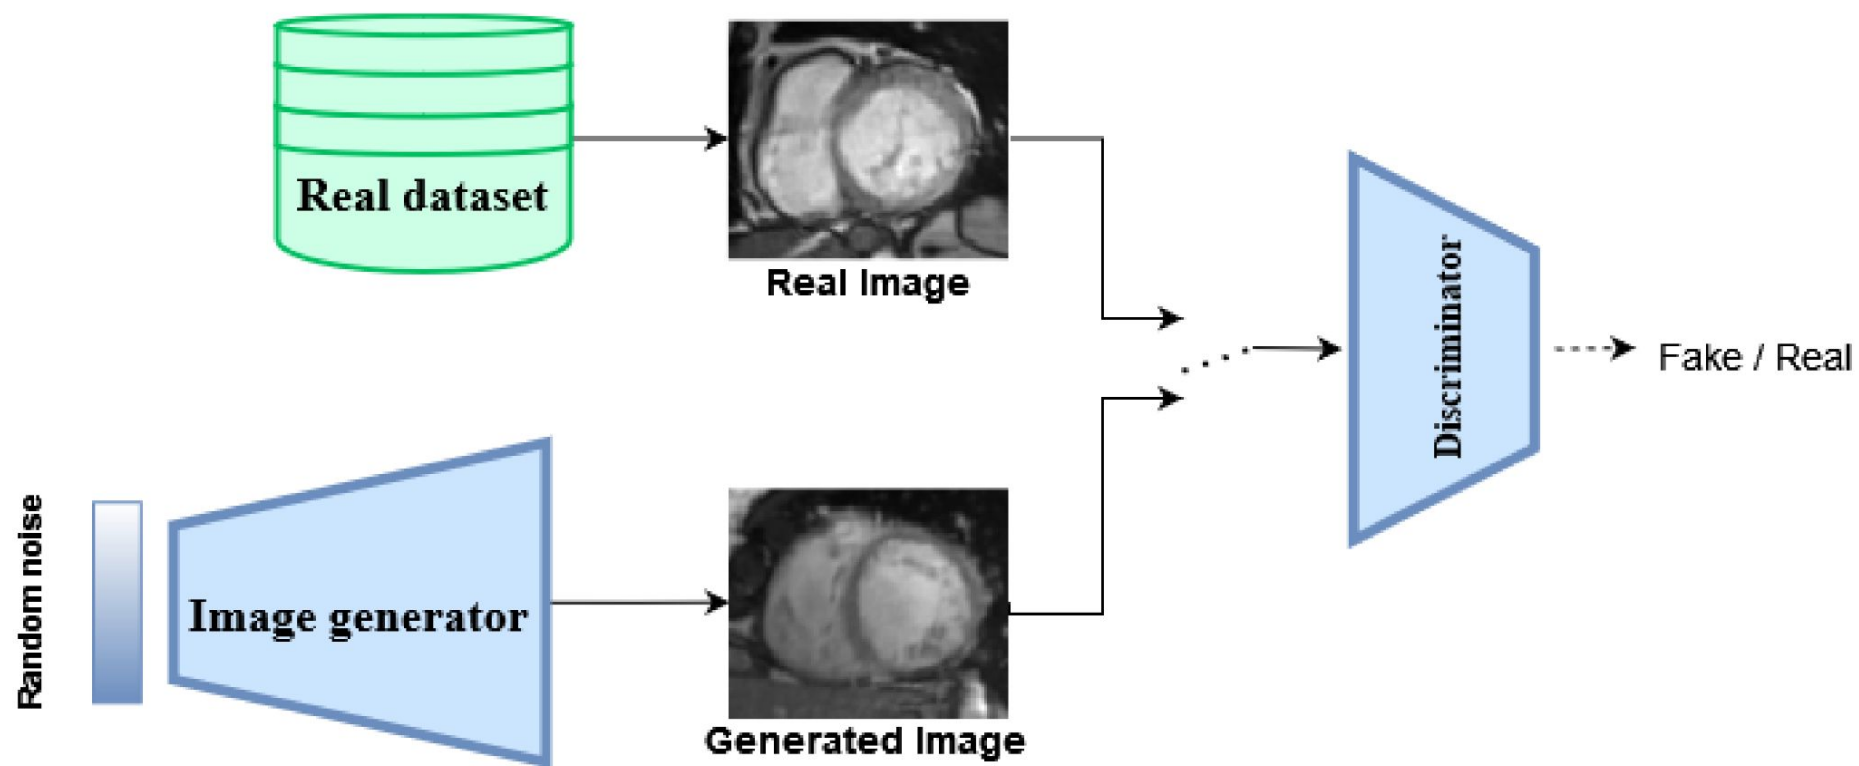 Real dataset
Real Image
Discriminator
Fake / Real
Random noise
Image generator
Generated Image